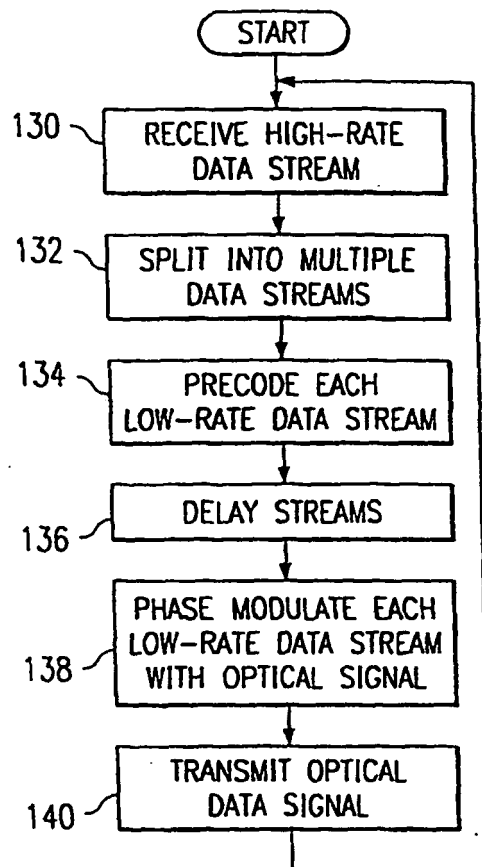 START
130
RECEIVE HIGH-RATE
DATA STREAM
132
SPLIT INTO MULTIPLE
DATA STREAMS
134
PRECODE EACH
LOW-RATE DATA STREAM
136
DELAY STREAMS
138
PHASE MODULATE EACH
LOW-RATE DATA STREAM
WITH OPTICAL SIGNAL
140
TRANSMIT OPTICAL
DATA SIGNAL